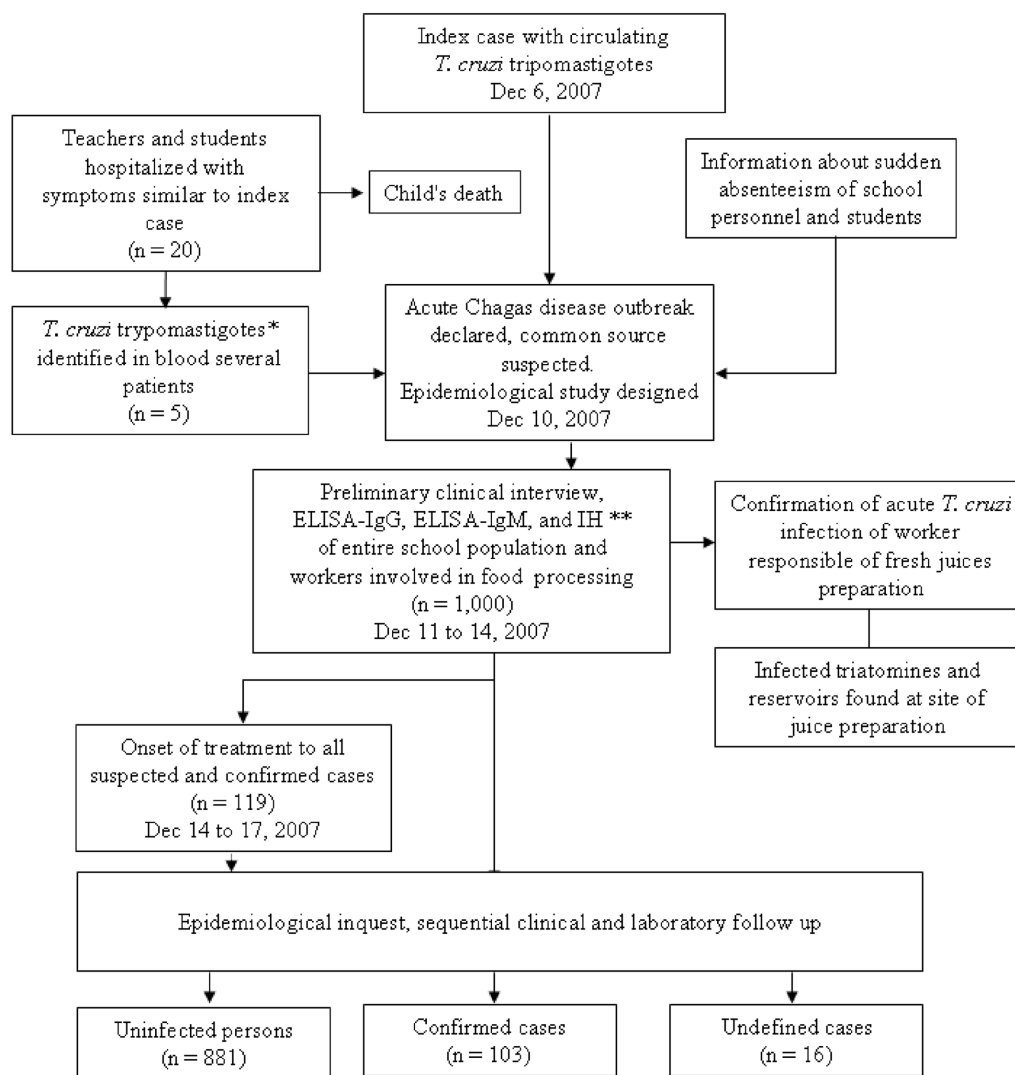 Index case with circulating
T. cruzi tripomastigotes
Dec 6, 2007
Teachers and students
hospitalized with
symptoms similar to index
case
(n = 20)
Child's death
Information about sudden
absenteeism of school
personnel and students
T. cruzi trypomastigotes*
identified in blood several
patients
(n = 5)
Acute Chagas disease outbreak
declared, common source
suspected.
Epidemiological study designed
Dec 10, 2007
Preliminary clinical interview,
ELISA-IgG, ELISA-IgM, and IH **
of entire school population and
workers involved in food processing
(n = 1,000)
Dec 11 to 14, 2007
Confirmation of acute T. cruzi
infection of worker
responsible of fresh juices
preparation
Infected triatomines and
reservoirs found at site of
juice preparation
Onset of treatment to all
suspected and confirmed cases
(n = 119)
Dec 14 to 17, 2007
Epidemiological inquest, sequential clinical and laboratory follow up
Uninfected persons
(n = 881)
Confirmed cases
(n = 103)
Undefined cases
(n = 16)